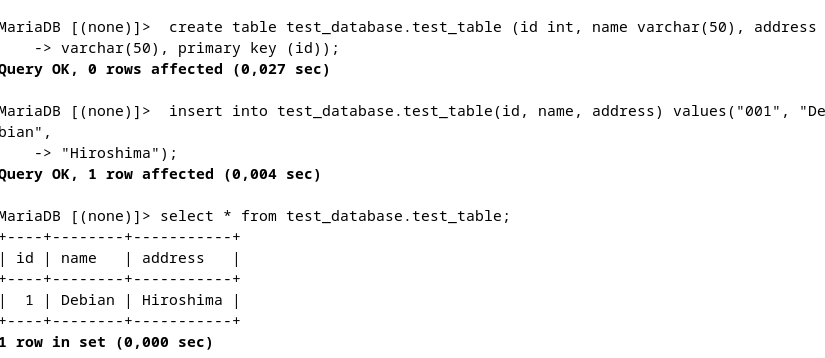 MariaDB [(none)]>  create table test_database.test_table (id int, name varchar(50), address
    -> varchar(50), primary key (id));
Query OK, 0 rows affected (0,027 sec)
MariaDB [(none)]>  insert into test_database.test_table(id, name, address) values("001", "De
bian",
    -> "Hiroshima");
Query OK, 1 row affected (0,004 sec)
MariaDB [(none)]> select * from test_database.test_table;
+----+--------+-----------+
| id | name   | address   |
+----+--------+-----------+
|  1 | Debian | Hiroshima |
+----+--------+-----------+
1 row in set (0,000 sec)